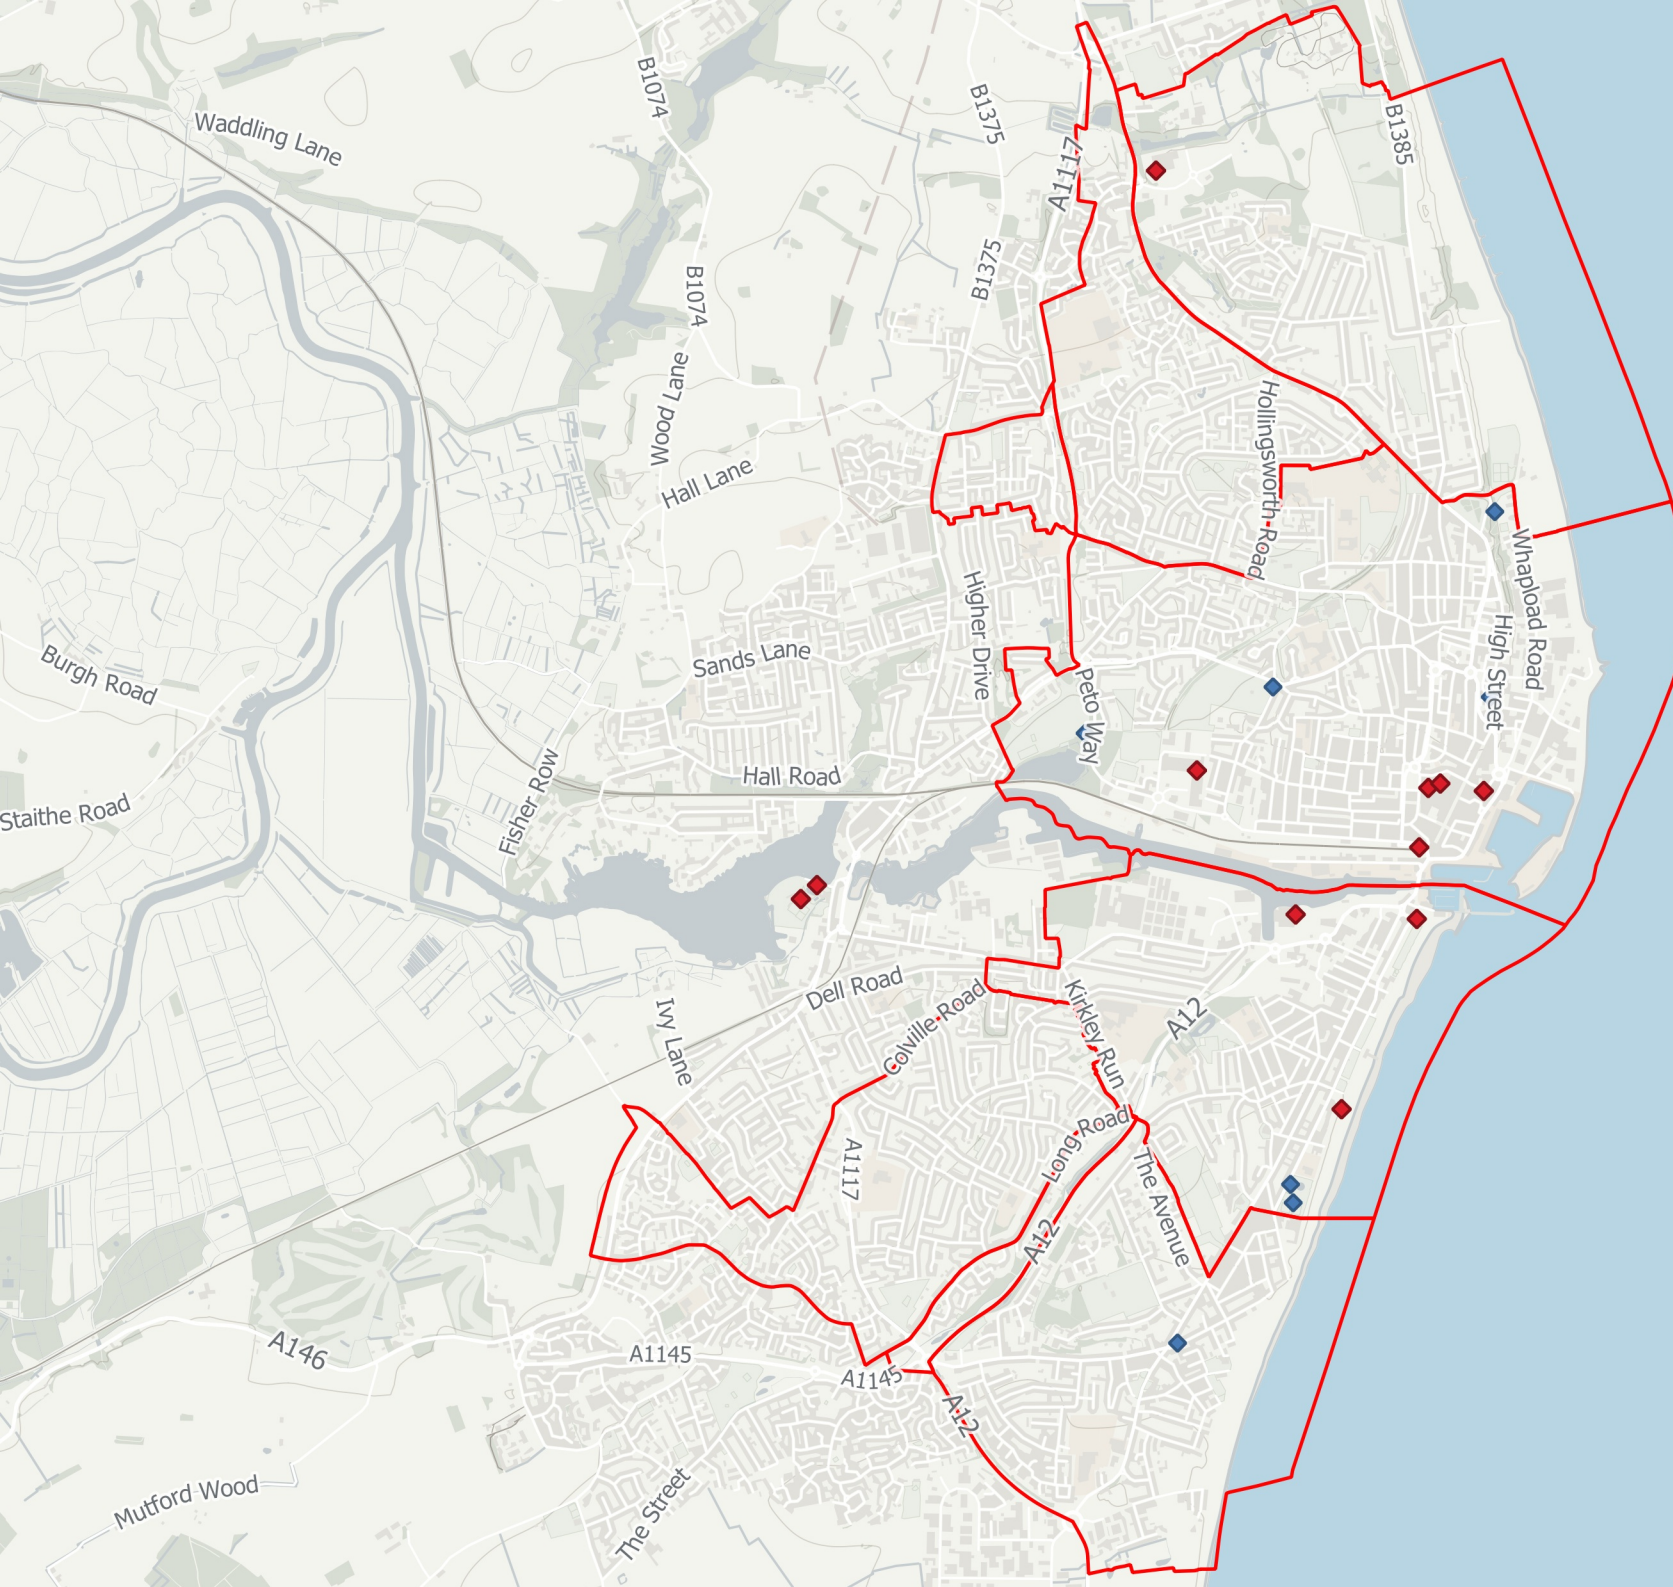 B1074
B1375
B1385
Waddling Lane
A1117
B1375
B1074
Wood Lane
Hollingsworth Road
Hall Lane
Whapload Road
Higher Drive
High Street
Sands Lane
Burgh Road
Peto Way
Hall Road
Fisher Row
Staithe Road
Dell Road
Colville Road
Kirkley Run
A12
Ivy Lane
Long Road
A1117
The Avenue
A12
A146
A1145
A1145
A12
Mutford Wood
The Street